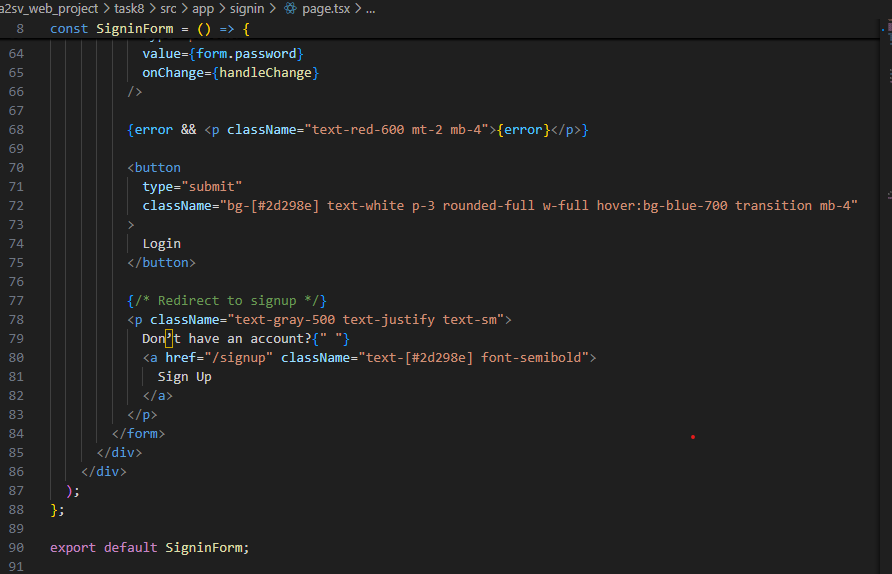 a2sv_web_project > task8 > src > app > signin > page.tsx > ...
8 const SigninForm = () => {
64 value={form.password}
65 onChange={handleChange}
66 />
67
68 {error && <p className="text-red-600 mt-2 mb-4">{error}</p>}
69
70 <button
71 type="submit"
72 className="bg-[#2d298e] text-white p-3 rounded-full w-full hover:bg-blue-700 transition mb-4"
73 >
74 Login
75 </button>
76
77 {/* Redirect to signup */}
78 <p className="text-gray-500 text-justify text-sm">
79 Don’t have an account?{" "}
80 <a href="/signup" className="text-[#2d298e] font-semibold">
81 Sign Up
82 </a>
83 </p>
84 </form>
85 </div>
86 </div>
87 );
88 };
89
90 export default SigninForm;
91